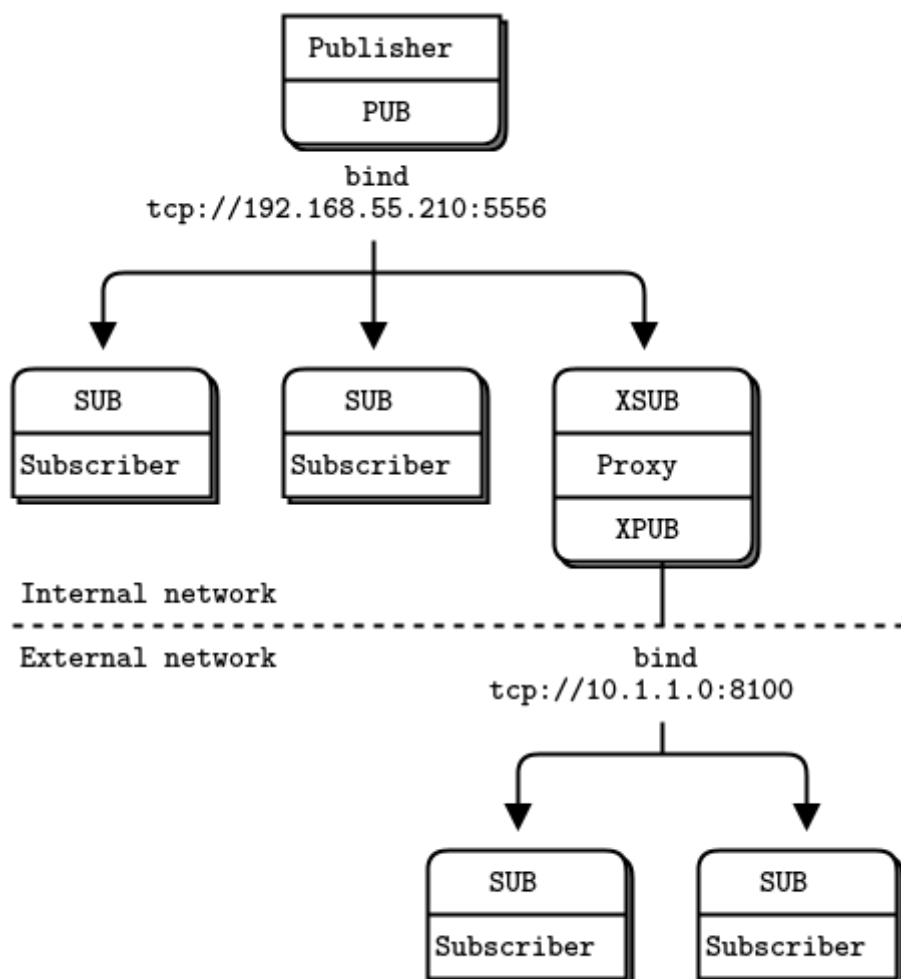 Publisher
PUB
bind
tcp://192.168.55.210:5556
SUB
SUB
XSUB
Subscriber
Subscriber
Proxy
XPUB
Internal network
External network
bind
tcp://10.1.1.0:8100
SUB
SUB
Subscriber
Subscriber